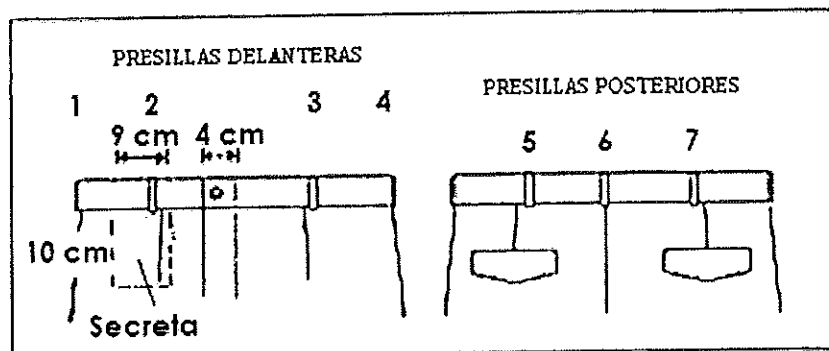 PRESILLAS DELANTERAS
1 2 3 4
9 cm 4 cm
10 cm
Secreta
PRESILLAS POSTERIORES
5 6 7